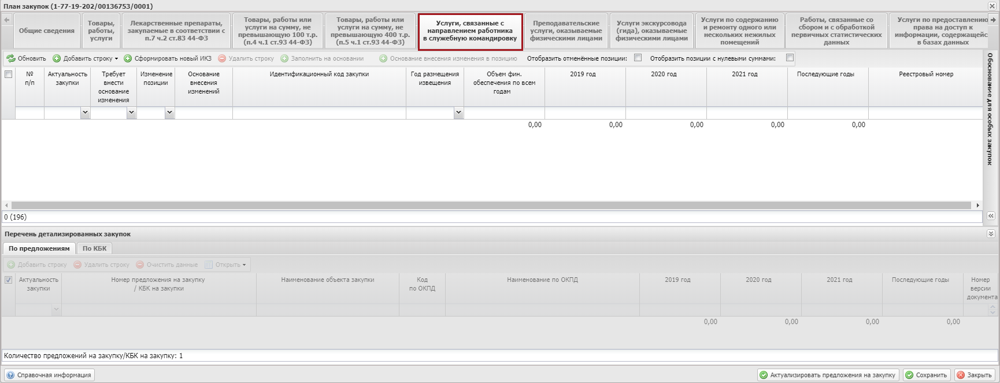 План закупок (1-77-19-202/00136753/0001)
Общие сведения
Товары,
работы,
услуги
Лекарственные препараты,
закупаемые в соответствии с
п.7 ч.2 ст.83 44-ФЗ
Товары, работы или
услуги на сумму, не
превышающую 100 т.р.
(п.4 ч.1 ст.93 44-ФЗ)
Товары, работы или
услуги на сумму, не
превышающую 400 т.р.
(п.5 ч.1 ст.93 44-ФЗ)
Услуги, связанные с
направлением работника
в служебную командировку
Преподавательские
услуги, оказываемые
физическими лицами
Услуги экскурсовода
(гида), оказываемые
физическими лицами
Услуги по содержанию
и ремонту одного или
нескольких нежилых
помещений
Работы, связанные со
сбором и с обработкой
первичных статистических
данных
Услуги по предоставлению
права на доступ к
информации, содержащейс
в базах данных
Обновить Добавить строку Сформировать новый ИКЗ Удалить строку Заполнить на основании Основание внесения изменения в позицию Отобразить отменённые позиции: Отобразить позиции с нулевыми суммами:
№
п/п
Актуальность
закупки
Требует
внести
основание
изменения
Изменение
позиции
Основание
внесения
изменений
Идентификационный код закупки
Год размещения
извещения
Объем фин.
обеспечения по всем
годам
2019 год
2020 год
2021 год
Последующие годы
Реестровый номер
0,00 0,00 0,00 0,00 0,00
Обоснование для особых закупок
0 (196)
Перечень детализированных закупок
По предложениям По КБК
Добавить строку Удалить строку Очистить данные Открыть
Актуальность
закупки
Номер предложения на закупку
/ КБК на закупки
Наименование объекта закупки
Код
по ОКПД
Наименование по ОКПД
2019 год
2020 год
2021 год
Последующие годы
Номер
версии
документа
0,00 0,00 0,00 0,00
Количество предложений на закупку/КБК на закупку: 1
Справочная информация Актуализировать предложения на закупку Сохранить Закрыть